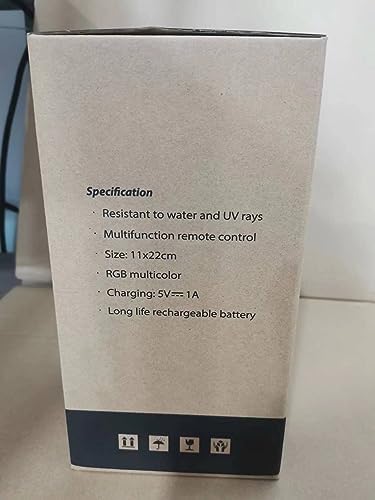 Specification
· Resistant to water and UV rays
· Multifunction remote control
· Size: 11x22cm
· RGB multicolor
· Charging: 5V⎓1A
· Long life rechargeable battery